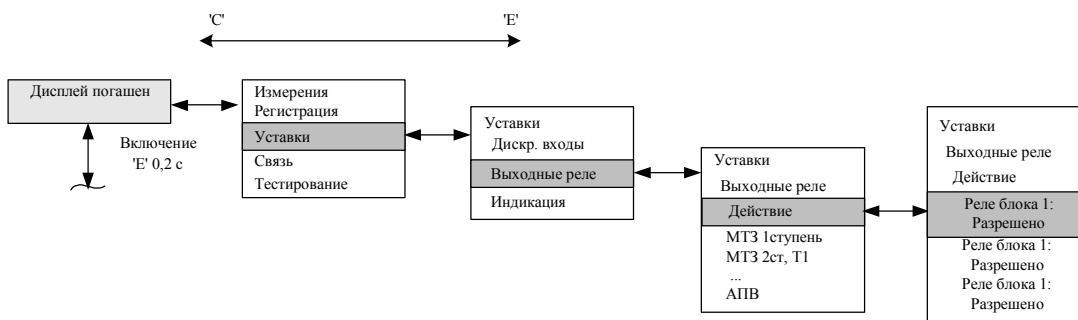 'C'
'E'
Дисплей погашен
Включение
'E' 0,2 с
Измерения
Регистрация
Уставки
Связь
Тестирование
Уставки
Дискр. входы
Выходные реле
Индикация
Уставки
Выходные реле
Действие
МТЗ 1ступень
МТЗ 2ст, Т1
...
АПВ
Уставки
Выходные реле
Действие
Реле блока 1:
Разрешено
Реле блока 1:
Разрешено
Реле блока 1:
Разрешено